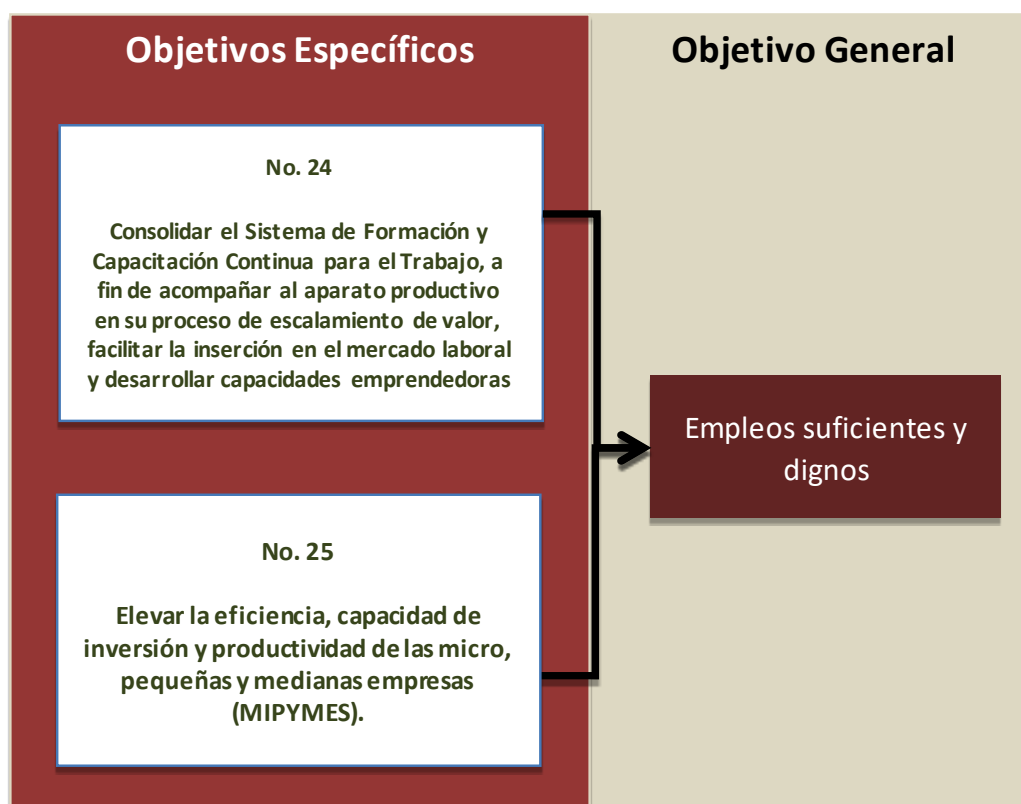 Objetivos Específicos
No. 24
Consolidar el Sistema de Formación y
Capacitación Continua para el Trabajo, a
fin de acompañar al aparato productivo
en su proceso de escalamiento de valor,
facilitar la inserción en el mercado laboral
y desarrollar capacidades emprendedoras
No. 25
Elevar la eficiencia, capacidad de
inversión y productividad de las micro,
pequeñas y medianas empresas
(MIPYMES).
Objetivo General
Empleos suficientes y
dignos